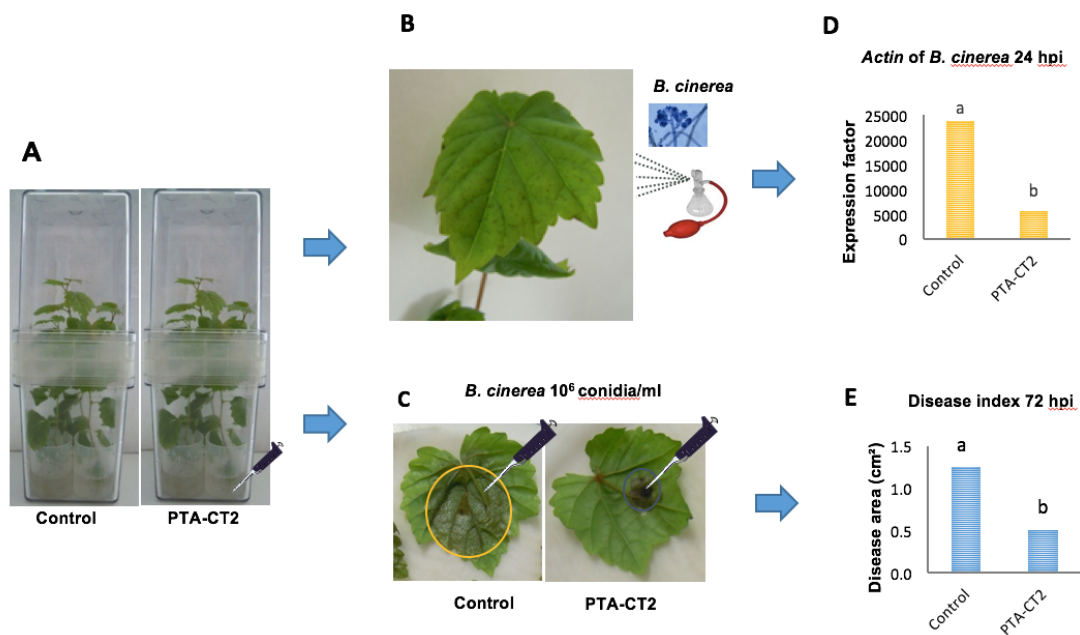 A
Control
PTA-CT2
B
B. cinerea
C
B. cinerea 10⁶ conidia/ml
Control
PTA-CT2
D
Actin of B. cinerea 24 hpi
Expression factor
25000
20000
15000
10000
5000
0
a
b
Control
PTA-CT2
E
Disease index 72 hpi
Disease area (cm²)
1.5
1.0
0.5
0.0
a
b
Control
PTA-CT2